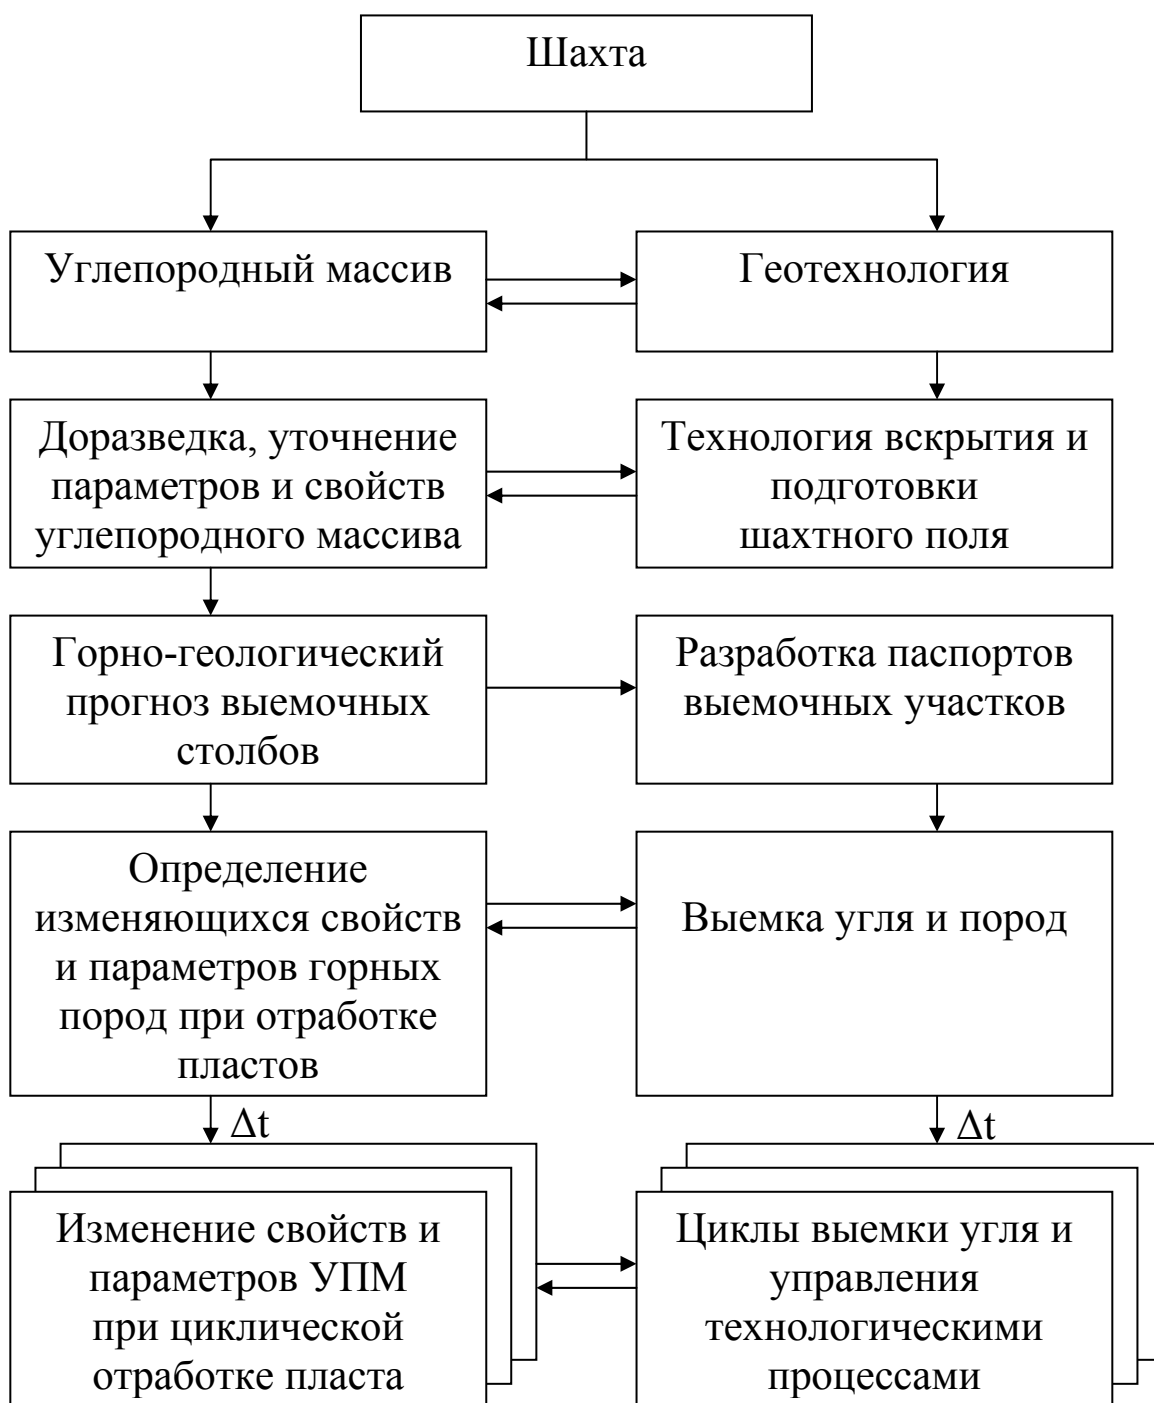 Шахта
Углепородный массив
Геотехнология
Доразведка, уточнение
параметров и свойств
углепородного массива
Технология вскрытия и
подготовки
шахтного поля
Горно-геологический
прогноз выемочных
столбов
Разработка паспортов
выемочных участков
Определение
изменяющихся свойств
и параметров горных
пород при отработке
пластов
Выемка угля и пород
Δt
Δt
Изменение свойств и
параметров УПМ
при циклической
отработке пласта
Циклы выемки угля и
управления
технологическими
процессами